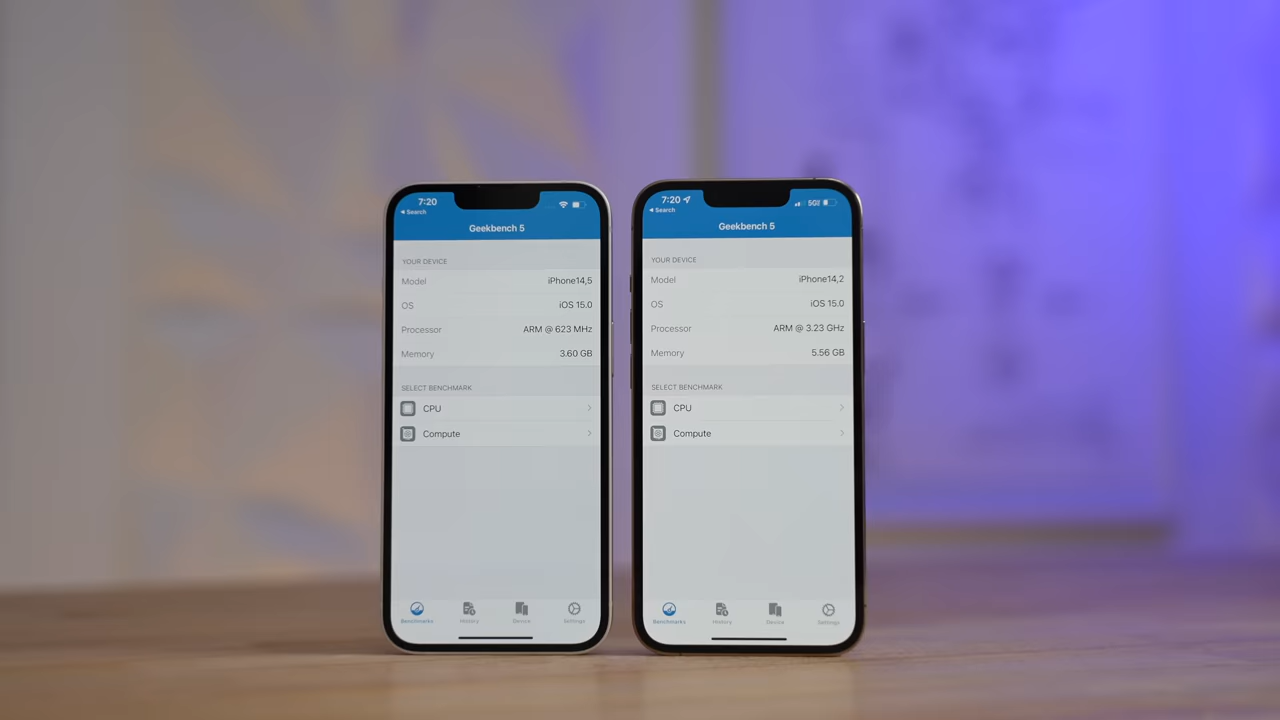 7:20
◀ Search
Geekbench 5
YOUR DEVICE
Model iPhone14,5
OS iOS 15.0
Processor ARM @ 623 MHz
Memory 3.60 GB
SELECT BENCHMARK
CPU
Compute
Benchmarks History Device Settings
7:20 5G
◀ Search
Geekbench 5
YOUR DEVICE
Model iPhone14,2
OS iOS 15.0
Processor ARM @ 3.23 GHz
Memory 5.56 GB
SELECT BENCHMARK
CPU
Compute
Benchmarks History Device Settings